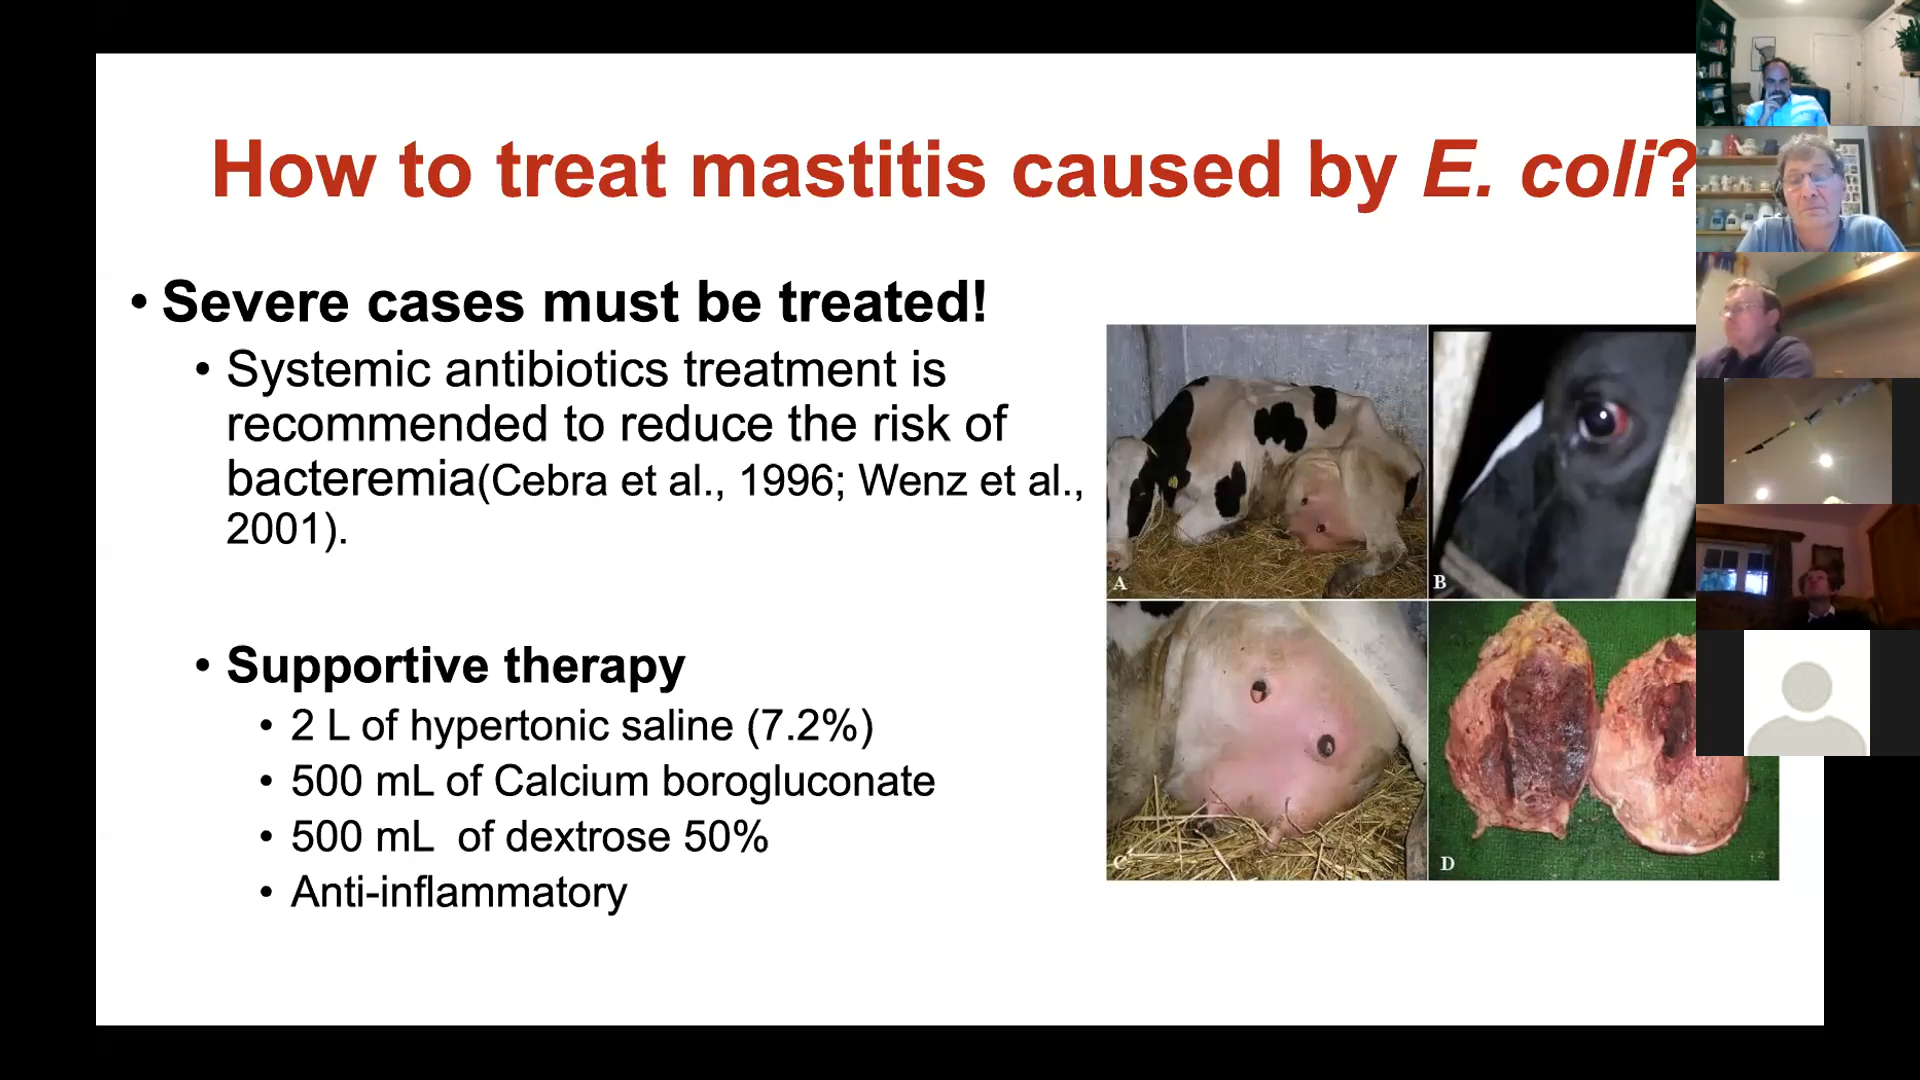 How to treat mastitis caused by E. coli?
• Severe cases must be treated!
• Systemic antibiotics treatment is
recommended to reduce the risk of
bacteremia(Cebra et al., 1996; Wenz et al.,
2001).
• Supportive therapy
• 2 L of hypertonic saline (7.2%)
• 500 mL of Calcium borogluconate
• 500 mL  of dextrose 50%
• Anti-inflammatory
A
B
C
D